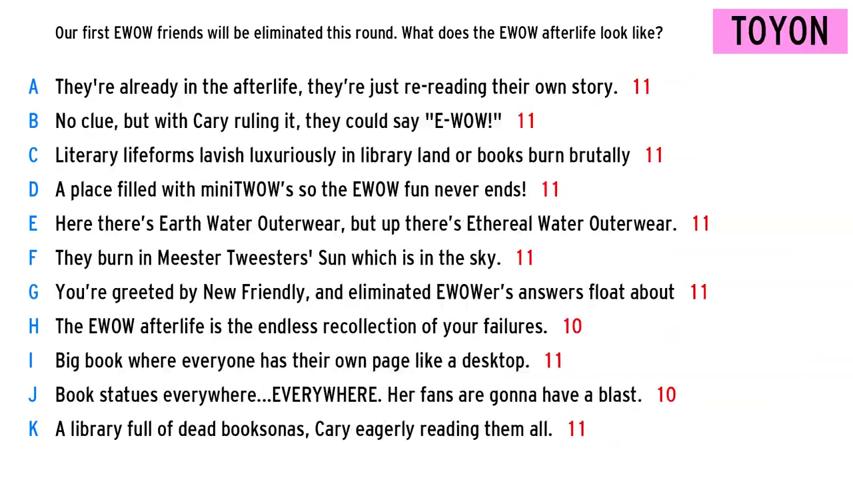 Our first EWOW friends will be eliminated this round. What does the EWOW afterlife look like?
TOYON
A They're already in the afterlife, they’re just re-reading their own story. 11
B No clue, but with Cary ruling it, they could say "E-WOW!" 11
C Literary lifeforms lavish luxuriously in library land or books burn brutally 11
D A place filled with miniTWOW’s so the EWOW fun never ends! 11
E Here there’s Earth Water Outerwear, but up there’s Ethereal Water Outerwear. 11
F They burn in Meester Tweesters' Sun which is in the sky. 11
G You’re greeted by New Friendly, and eliminated EWOWer’s answers float about 11
H The EWOW afterlife is the endless recollection of your failures. 10
I Big book where everyone has their own page like a desktop. 11
J Book statues everywhere...EVERYWHERE. Her fans are gonna have a blast. 10
K A library full of dead booksonas, Cary eagerly reading them all. 11